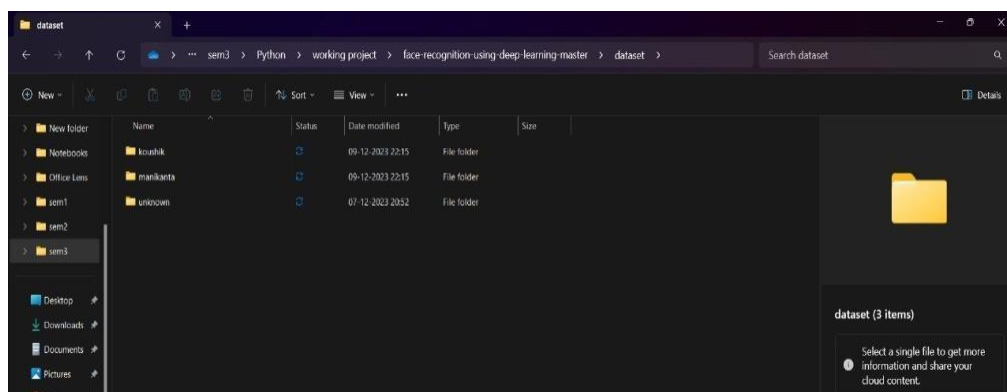 dataset
sem3 > Python > working project > face-recognition-using-deep-learning-master > dataset >
Search dataset
New
Sort
View
Details
New folder
Notebooks
Office Lens
sem1
sem2
sem3
Desktop
Downloads
Documents
Pictures
Name Status Date modified Type Size
koushik 09-12-2023 22:15 File folder
manikanta 09-12-2023 22:15 File folder
unknown 07-12-2023 20:52 File folder
dataset (3 items)
Select a single file to get more
information and share your
cloud content.